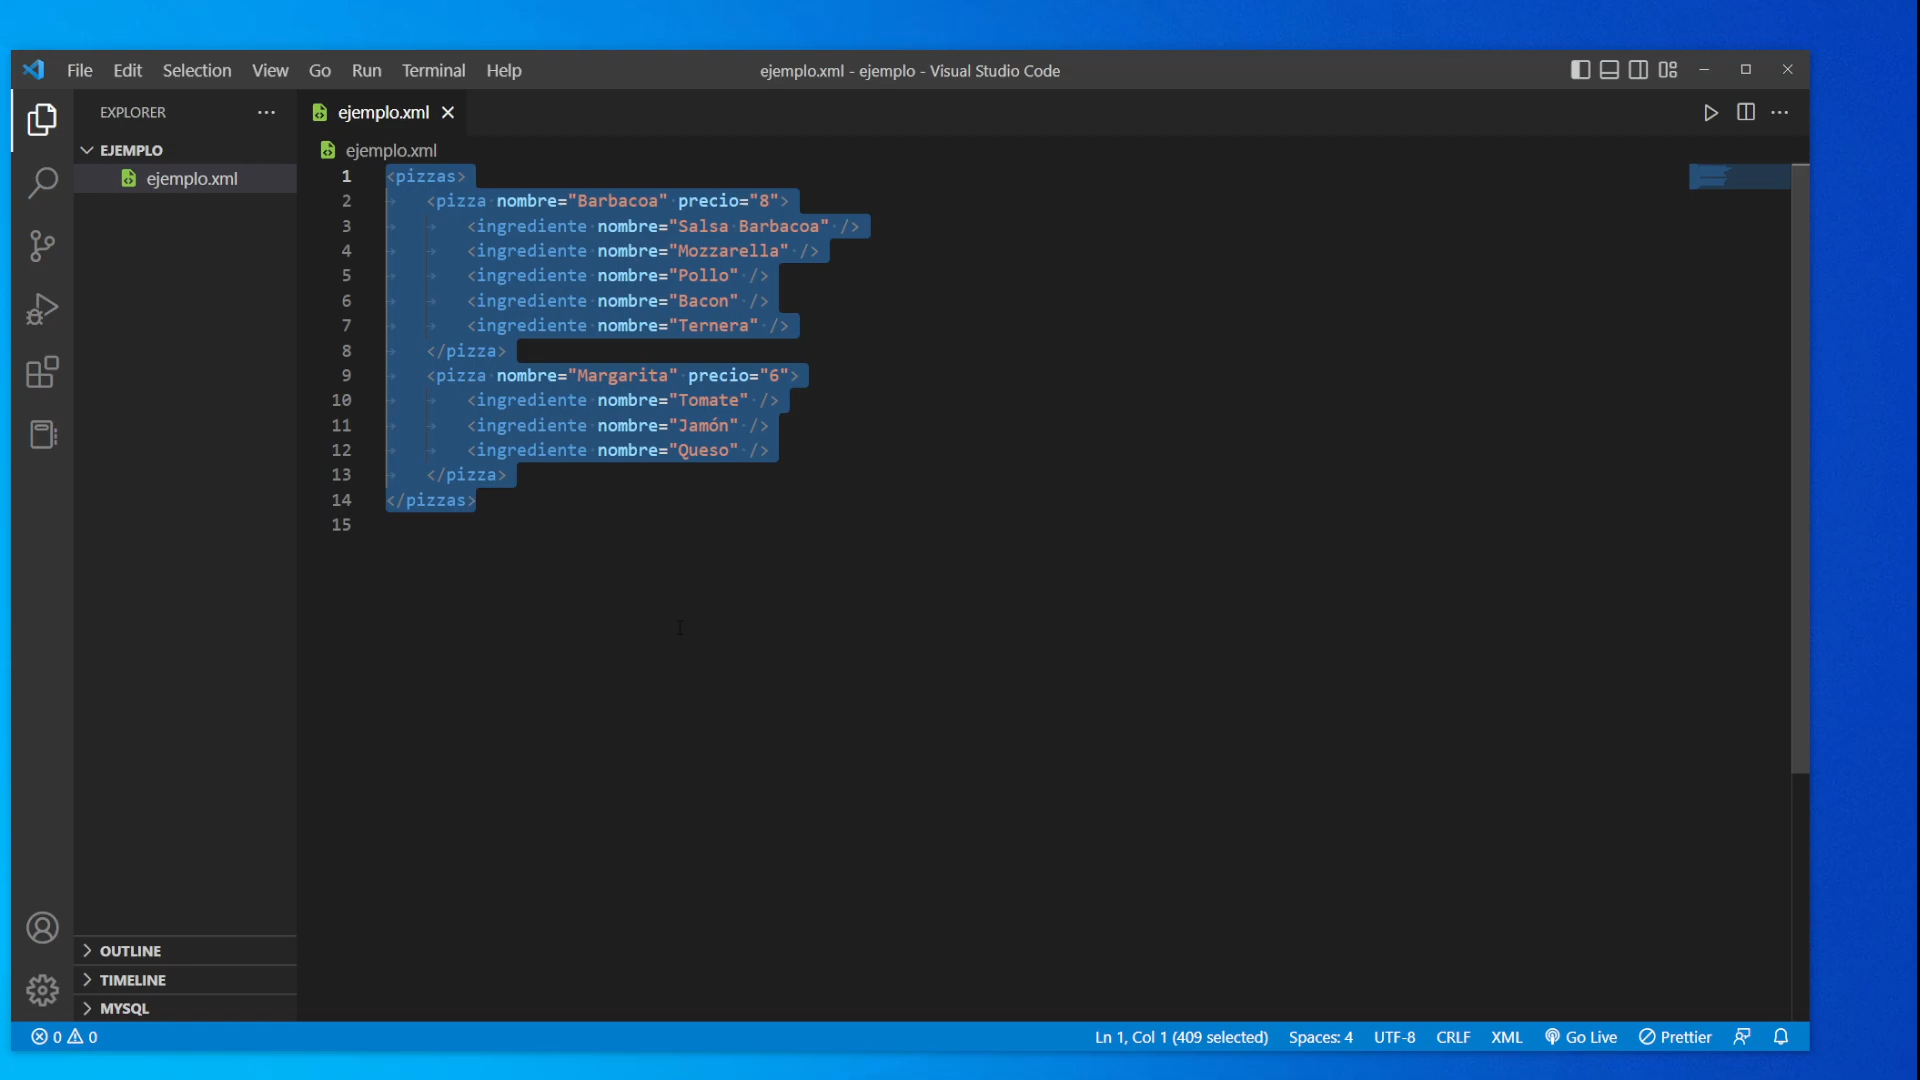 File Edit Selection View Go Run Terminal Help
ejemplo.xml - ejemplo - Visual Studio Code
EXPLORER
ejemplo.xml
EJEMPLO
ejemplo.xml
ejemplo.xml
1 <pizzas>
2 <pizza nombre="Barbacoa" precio="8">
3 <ingrediente nombre="Salsa Barbacoa" />
4 <ingrediente nombre="Mozzarella" />
5 <ingrediente nombre="Pollo" />
6 <ingrediente nombre="Bacon" />
7 <ingrediente nombre="Ternera" />
8 </pizza>
9 <pizza nombre="Margarita" precio="6">
10 <ingrediente nombre="Tomate" />
11 <ingrediente nombre="Jamón" />
12 <ingrediente nombre="Queso" />
13 </pizza>
14 </pizzas>
15
OUTLINE
TIMELINE
MYSQL
0 0
Ln 1, Col 1 (409 selected) Spaces: 4 UTF-8 CRLF XML Go Live Prettier